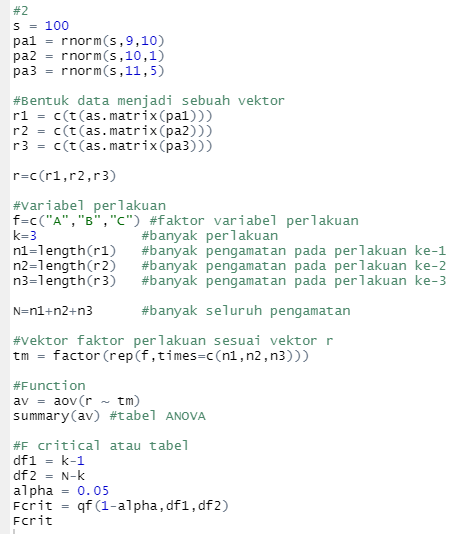 #2
s = 100
pa1 = rnorm(s,9,10)
pa2 = rnorm(s,10,1)
pa3 = rnorm(s,11,5)
#Bentuk data menjadi sebuah vektor
r1 = c(t(as.matrix(pa1)))
r2 = c(t(as.matrix(pa2)))
r3 = c(t(as.matrix(pa3)))
r=c(r1,r2,r3)
#Variabel perlakuan
f=c("A","B","C") #faktor variabel perlakuan
k=3 #banyak perlakuan
n1=length(r1) #banyak pengamatan pada perlakuan ke-1
n2=length(r2) #banyak pengamatan pada perlakuan ke-2
n3=length(r3) #banyak pengamatan pada perlakuan ke-3
N=n1+n2+n3 #banyak seluruh pengamatan
#Vektor faktor perlakuan sesuai vektor r
tm = factor(rep(f,times=c(n1,n2,n3)))
#Function
av = aov(r ~ tm)
summary(av) #tabel ANOVA
#F critical atau tabel
df1 = k-1
df2 = N-k
alpha = 0.05
Fcrit = qf(1-alpha,df1,df2)
Fcrit